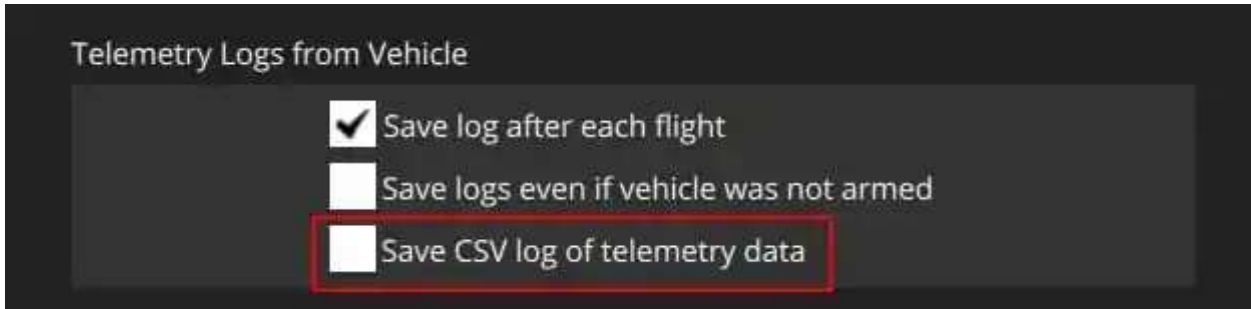 Telemetry Logs from Vehicle
Save log after each flight
Save logs even if vehicle was not armed
Save CSV log of telemetry data